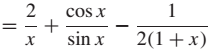 = 2/x + cos x/sin x − 1/2(1 + x)